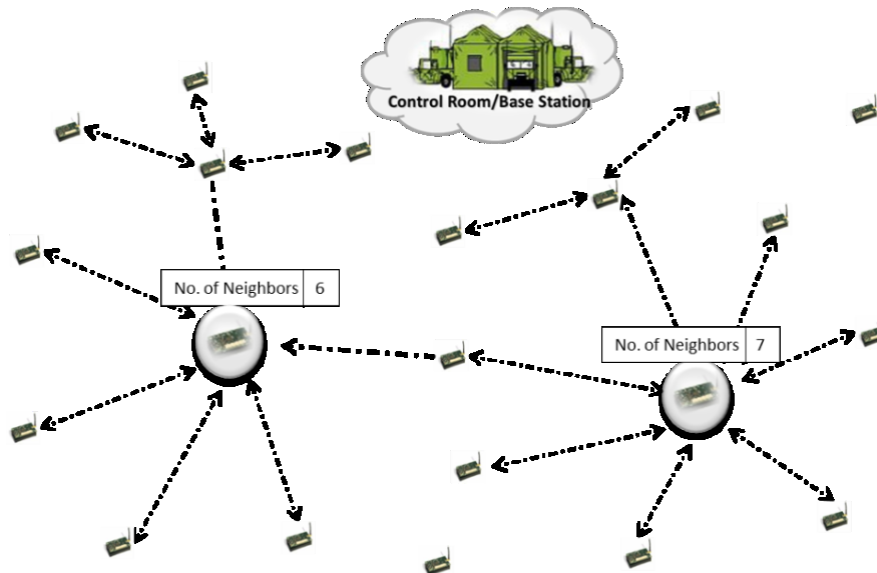 Control Room/Base Station
No. of Neighbors 6
No. of Neighbors 7